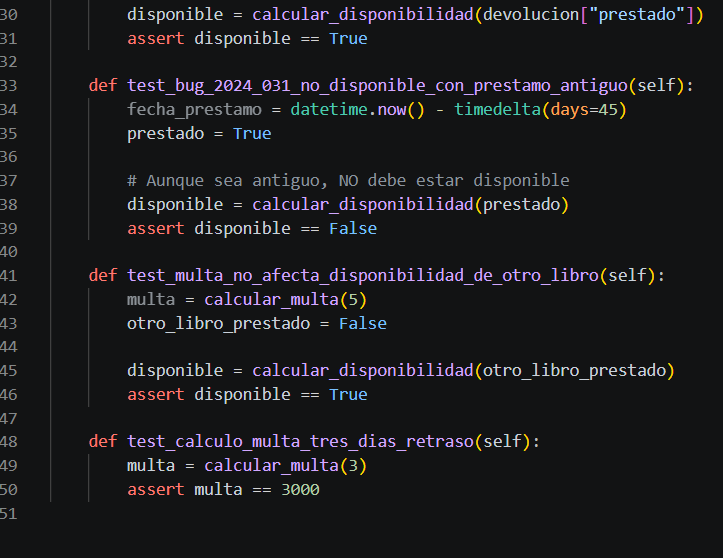 30 disponible = calcular_disponibilidad(devolucion["prestado"])
31 assert disponible == True
32
33 def test_bug_2024_031_no_disponible_con_prestamo_antiguo(self):
34 fecha_prestamo = datetime.now() - timedelta(days=45)
35 prestado = True
36
37 # Aunque sea antiguo, NO debe estar disponible
38 disponible = calcular_disponibilidad(prestado)
39 assert disponible == False
40
41 def test_multa_no_afecta_disponibilidad_de_otro_libro(self):
42 multa = calcular_multa(5)
43 otro_libro_prestado = False
44
45 disponible = calcular_disponibilidad(otro_libro_prestado)
46 assert disponible == True
47
48 def test_calculo_multa_tres_dias_retraso(self):
49 multa = calcular_multa(3)
50 assert multa == 3000
51